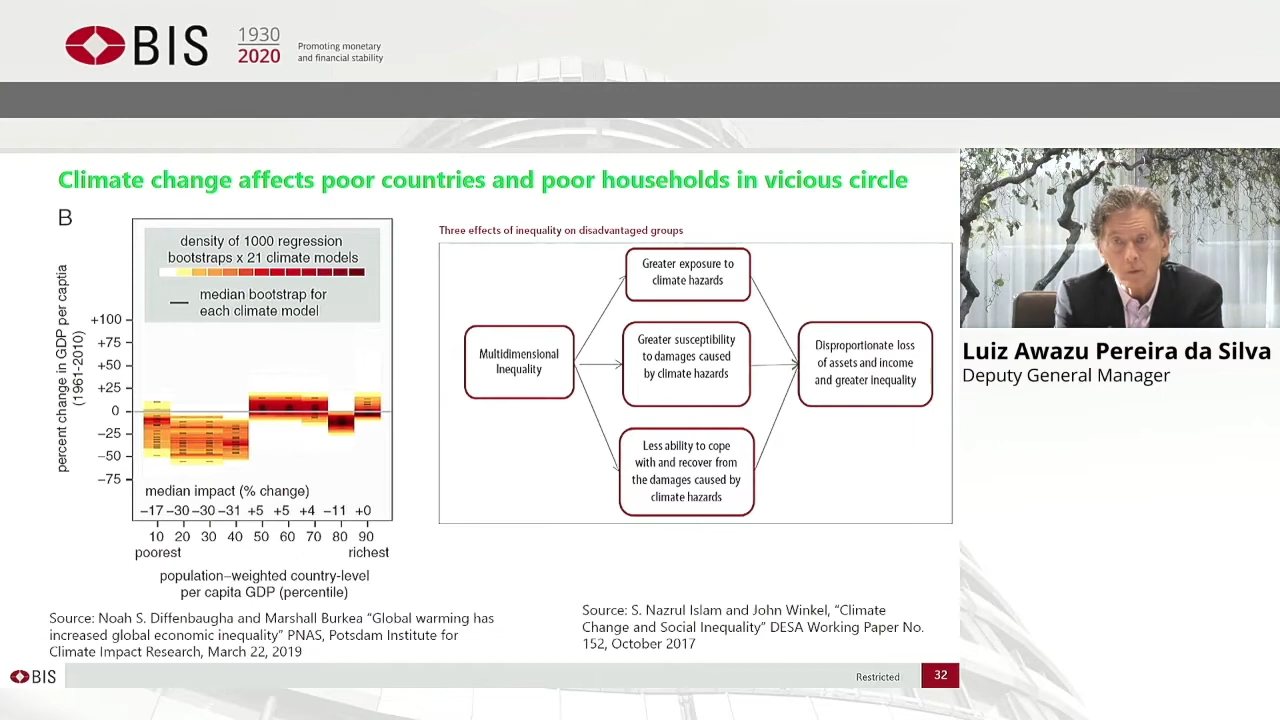 BIS
1930
2020
Promoting monetary
and financial stability
Climate change affects poor countries and poor households in vicious circle
B
density of 1000 regression
bootstraps x 21 climate models
median bootstrap for
each climate model
percent change in GDP per captia
(1961-2010)
+100
+75
+50
+25
0
−25
−50
−75
median impact (% change)
−17 −30 −30 −31 +5 +5 +4 −11 +0
10 20 30 40 50 60 70 80 90
poorest richest
population−weighted country-level
per capita GDP (percentile)
Source: Noah S. Diffenbaugha and Marshall Burkea “Global warming has
increased global economic inequality” PNAS, Potsdam Institute for
Climate Impact Research, March 22, 2019
Three effects of inequality on disadvantaged groups
Multidimensional
Inequality
Greater exposure to
climate hazards
Greater susceptibility
to damages caused
by climate hazards
Less ability to cope
with and recover from
the damages caused by
climate hazards
Disproportionate loss
of assets and income
and greater inequality
Source: S. Nazrul Islam and John Winkel, “Climate
Change and Social Inequality” DESA Working Paper No.
152, October 2017
Luiz Awazu Pereira da Silva
Deputy General Manager
BIS
Restricted
32